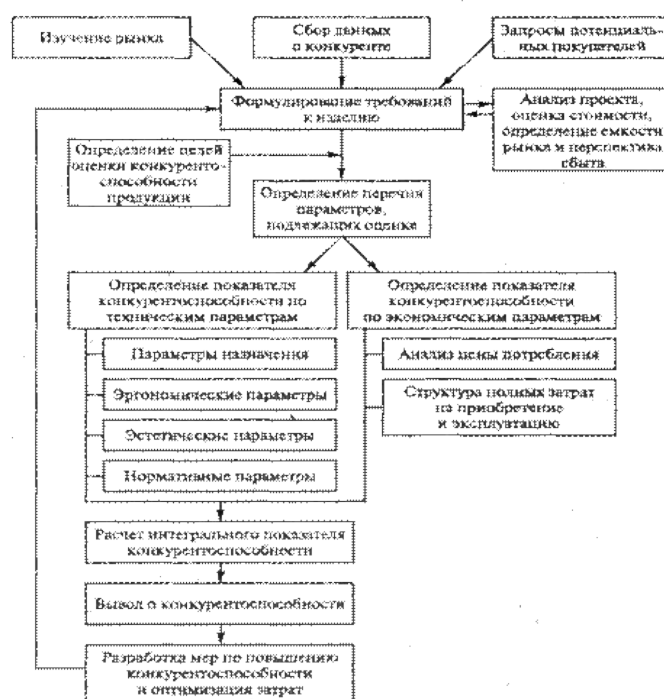 Изучение рынка
Сбор данных
о конкуренте
Запросы потенциаль-
ных покупателей
Формулирование требований
к изделию
Анализ проекта,
оценка стоимости,
определение емкости
рынка и перспектива
сбыта
Определение целей
оценки конкуренто-
способности
продукции
Определение перечня
параметров,
подлежащих оценке
Определение показателя
конкурентоспособности по
техническим параметрам
Определение показателя
конкурентоспособности
по экономическим параметрам
Параметры назначения
Эргономические параметры
Эстетические параметры
Нормативные параметры
Анализ цены потребления
Структура полных затрат
на приобретение
и эксплуатацию
Расчет интегрального показателя
конкурентоспособности
Вывод о конкурентоспособности
Разработка мер по повышению
конкурентоспособности
и оптимизация затрат